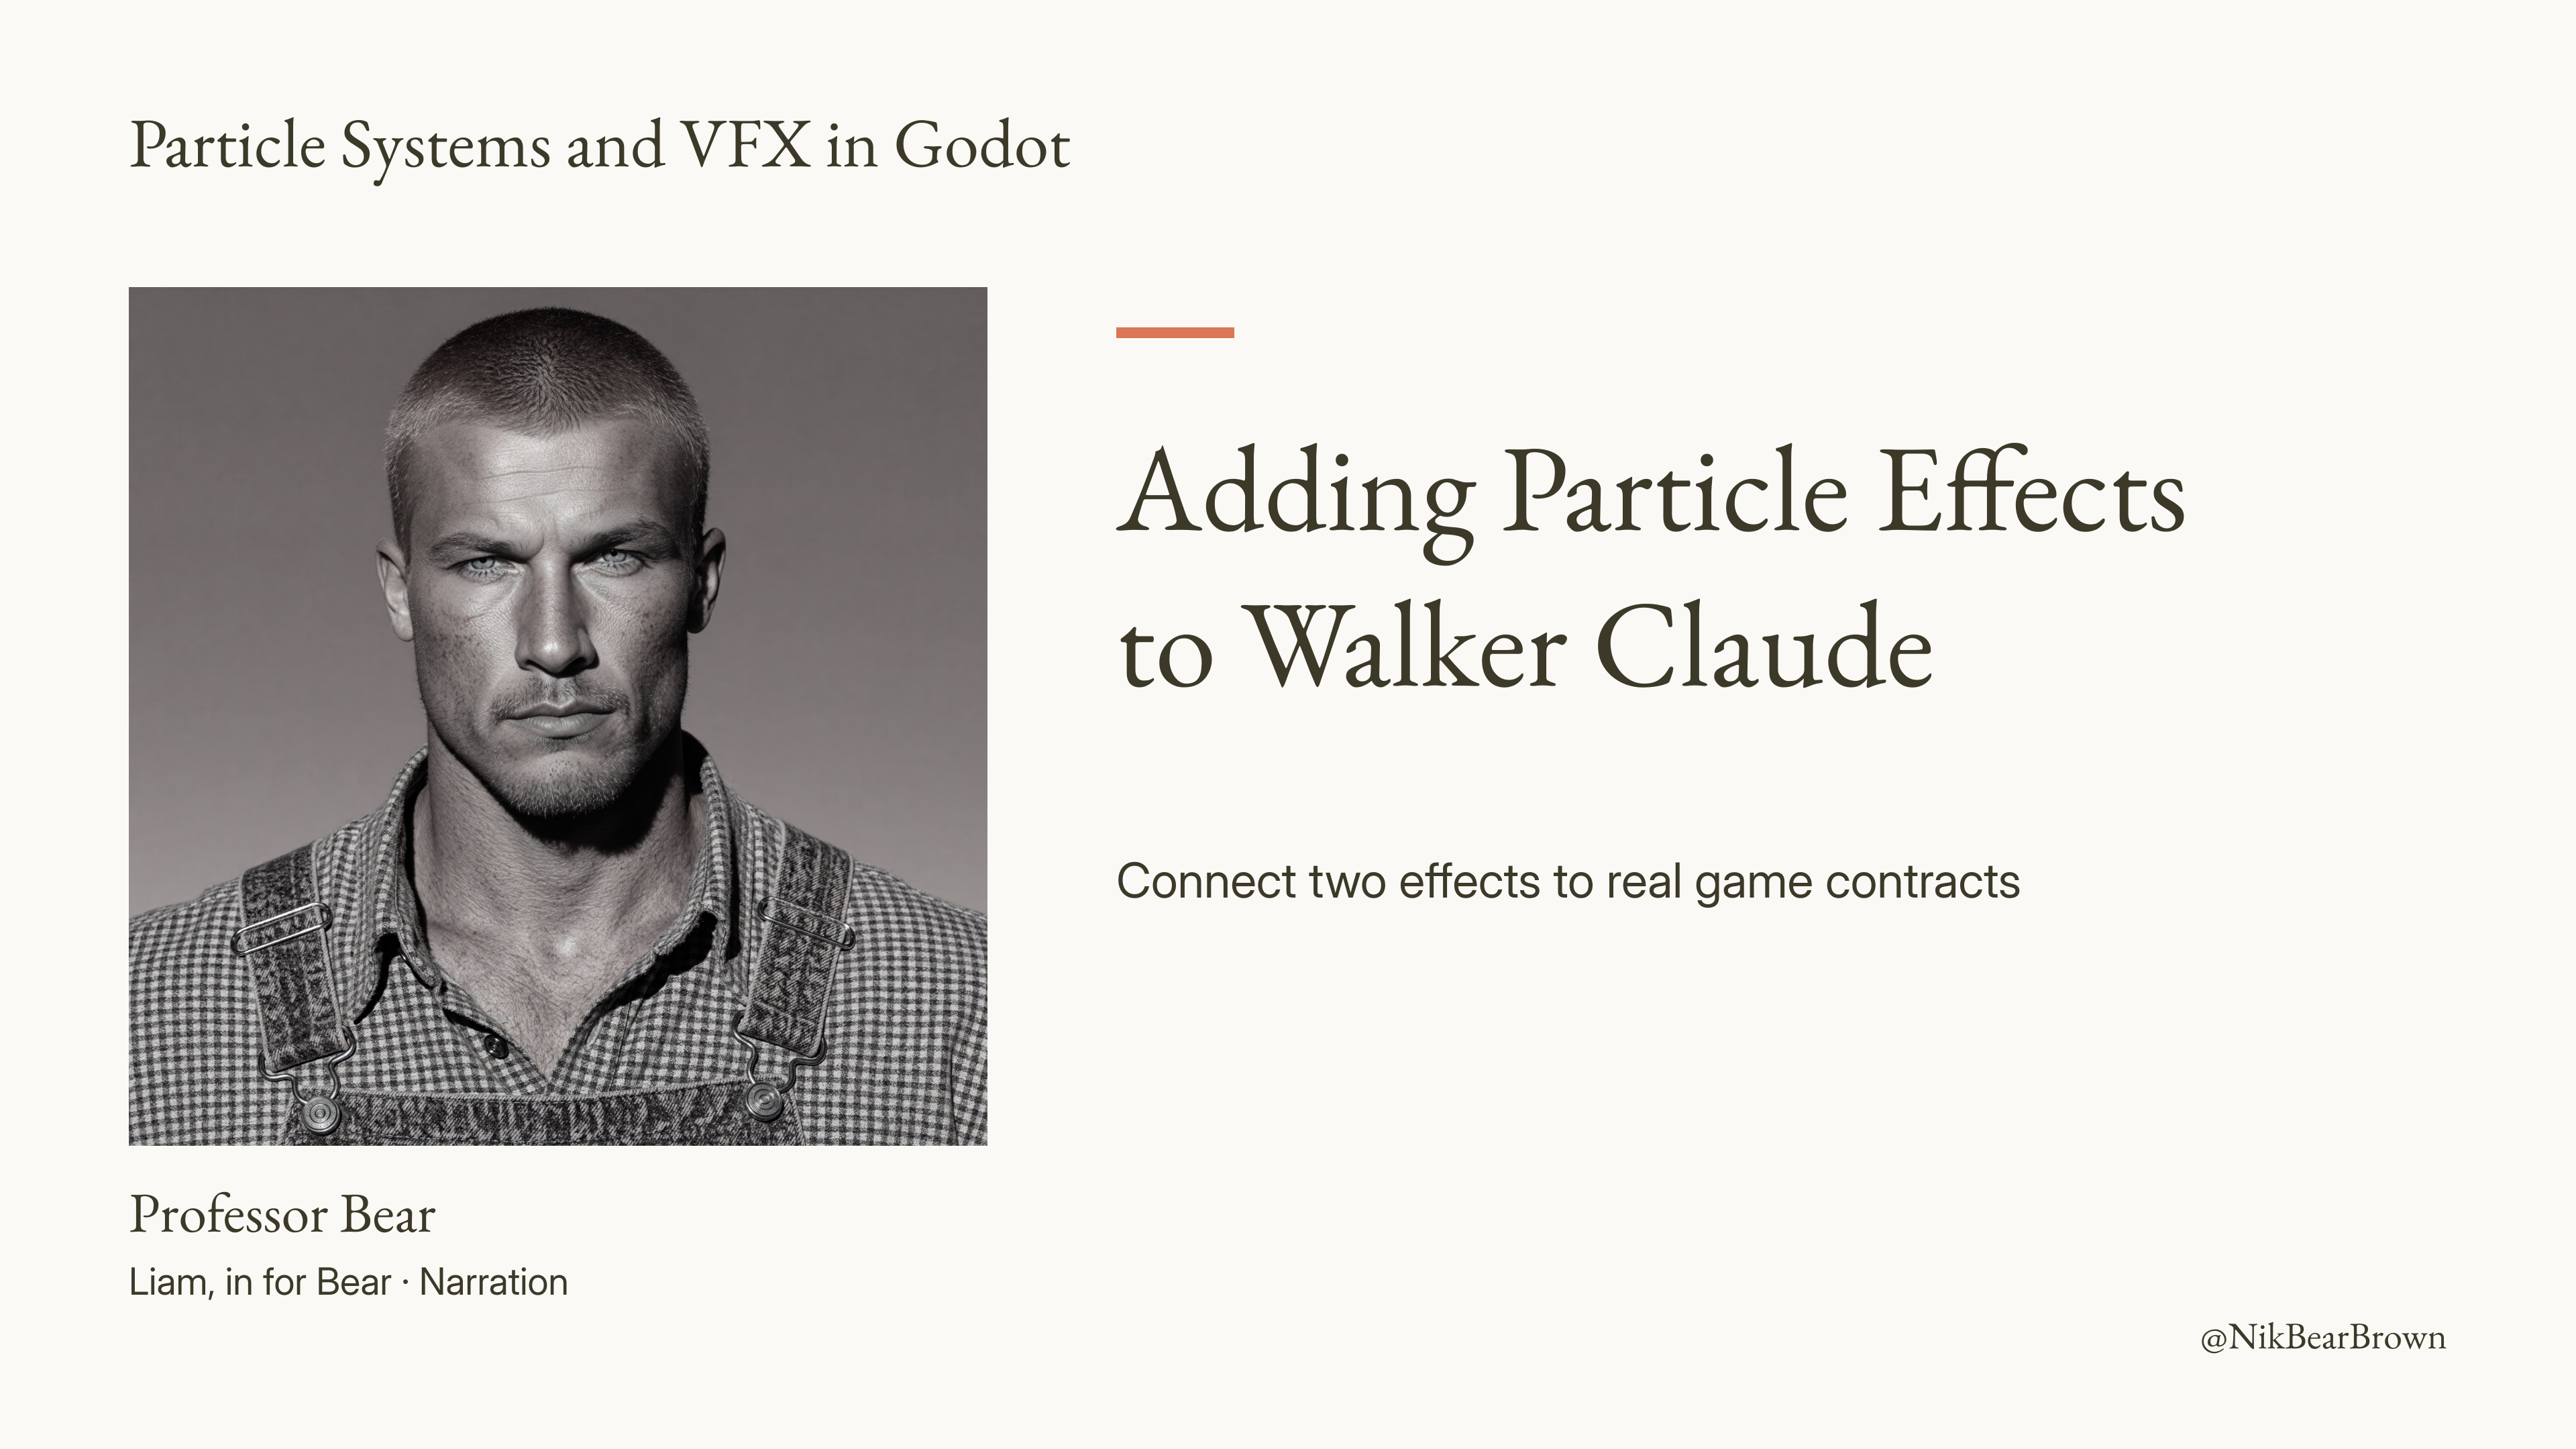 Particle Systems and VFX in Godot
Adding Particle Effects
to Walker Claude
Connect two effects to real game contracts
Professor Bear
Liam, in for Bear · Narration
@NikBearBrown